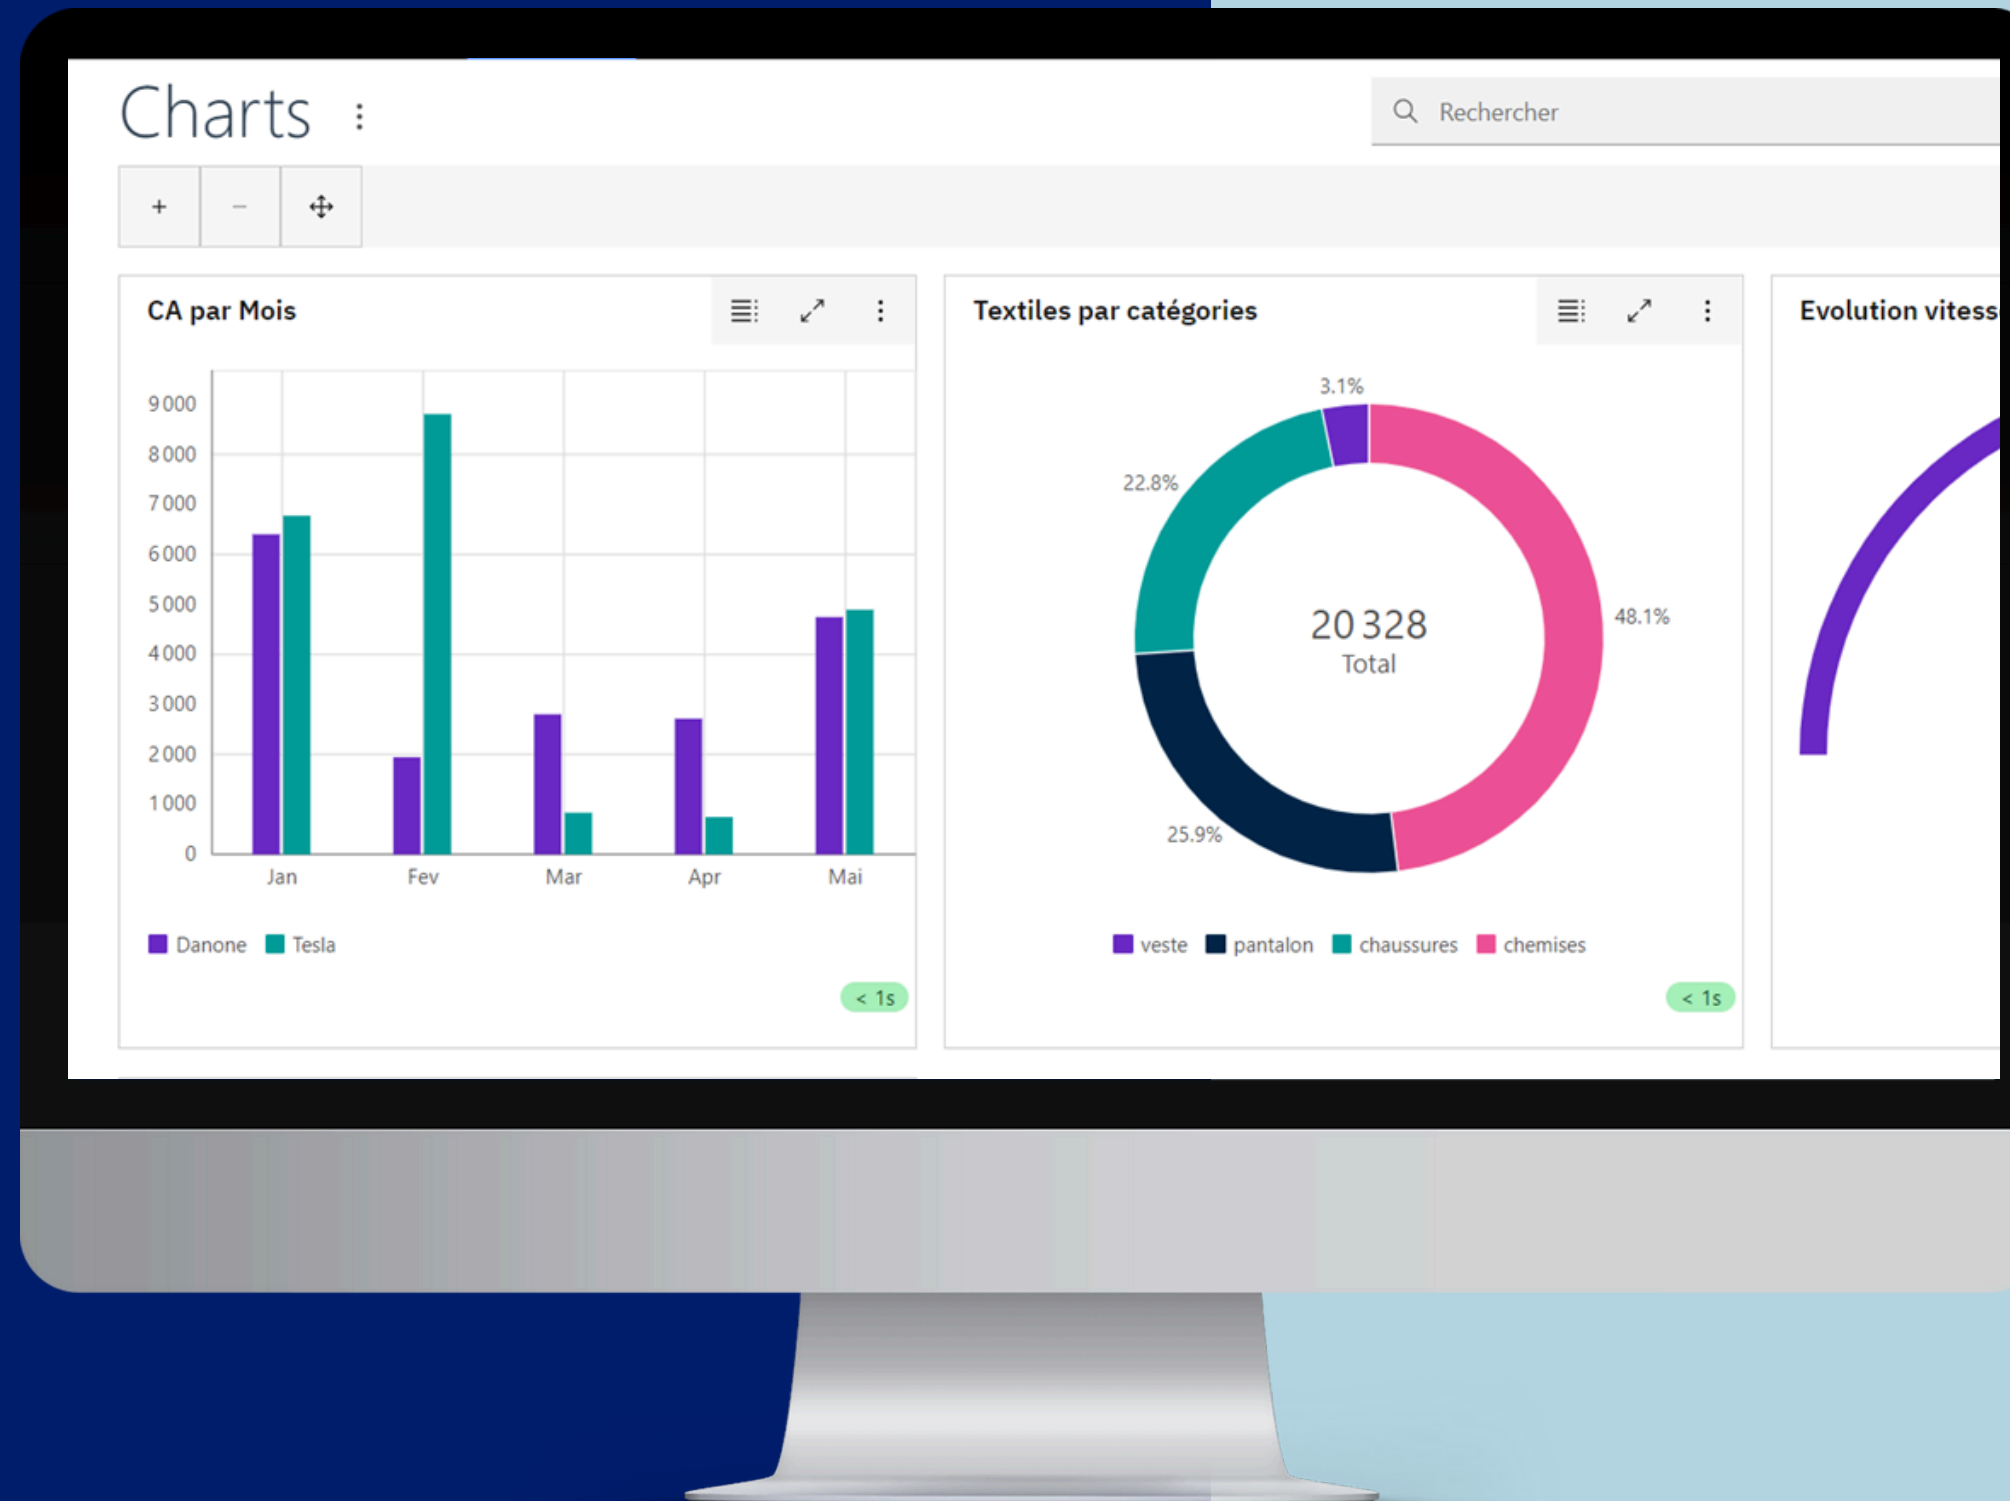 Charts
Rechercher
CA par Mois
9 000
8 000
7 000
6 000
5 000
4 000
3 000
2 000
1 000
0
Jan Fev Mar Apr Mai
Danone Tesla
< 1s
Textiles par catégories
3.1%
22.8%
48.1%
20 328
Total
25.9%
veste pantalon chaussures chemises
< 1s
Evolution vitess